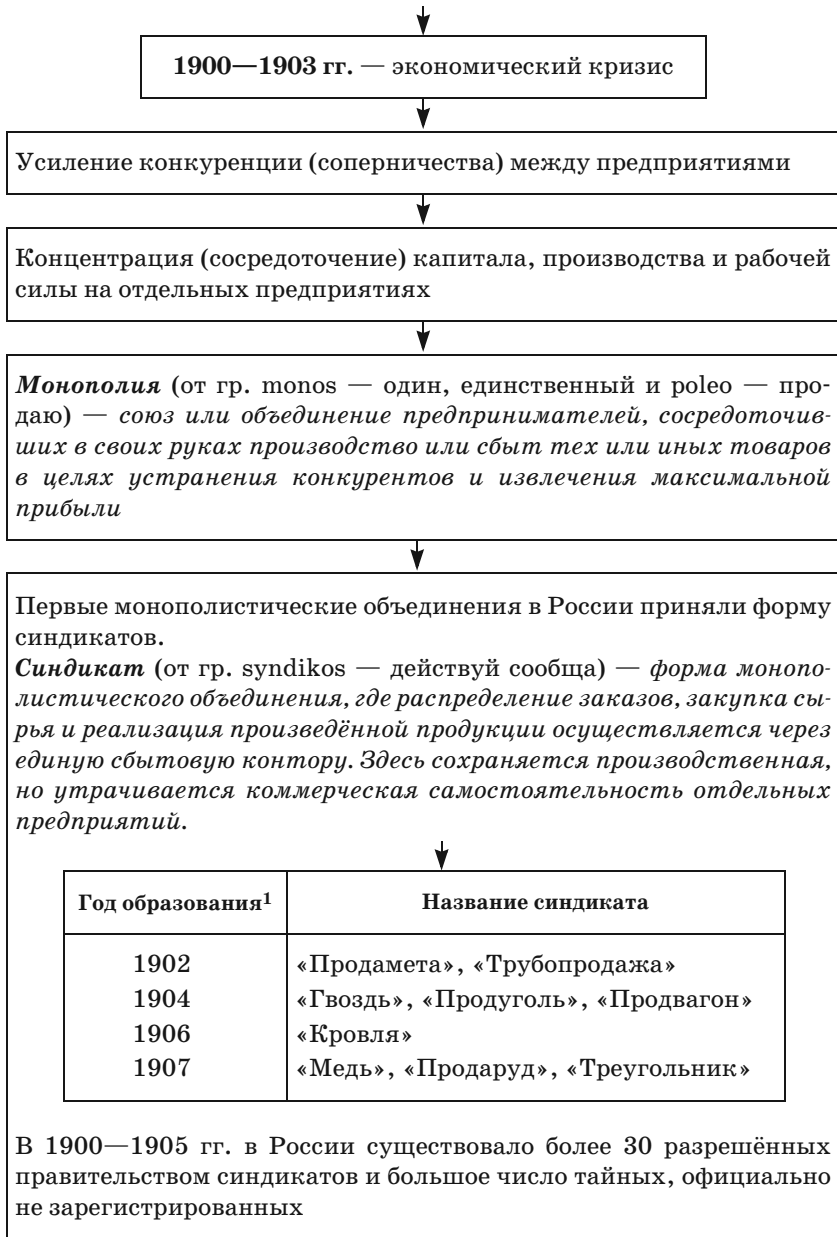 1900—1903 гг. — экономический кризис
Усиление конкуренции (соперничества) между предприятиями
Концентрация (сосредоточение) капитала, производства и рабочей
силы на отдельных предприятиях
Монополия (от гр. monos — один, единственный и poleo — про-
даю) — союз или объединение предпринимателей, сосредоточив-
ших в своих руках производство или сбыт тех или иных товаров
в целях устранения конкурентов и извлечения максимальной
прибыли
Первые монополистические объединения в России приняли форму
синдикатов.
Синдикат (от гр. syndikos — действуй сообща) — форма монопо-
листического объединения, где распределение заказов, закупка сы-
рья и реализация произведённой продукции осуществляется через
единую сбытовую контору. Здесь сохраняется производственная,
но утрачивается коммерческая самостоятельность отдельных
предприятий.
Год образования¹ Название синдиката
1902 «Продамета», «Трубопродажа»
1904 «Гвоздь», «Продуголь», «Продвагон»
1906 «Кровля»
1907 «Медь», «Продаруд», «Треугольник»
В 1900—1905 гг. в России существовало более 30 разрешённых
правительством синдикатов и большое число тайных, официально
не зарегистрированных